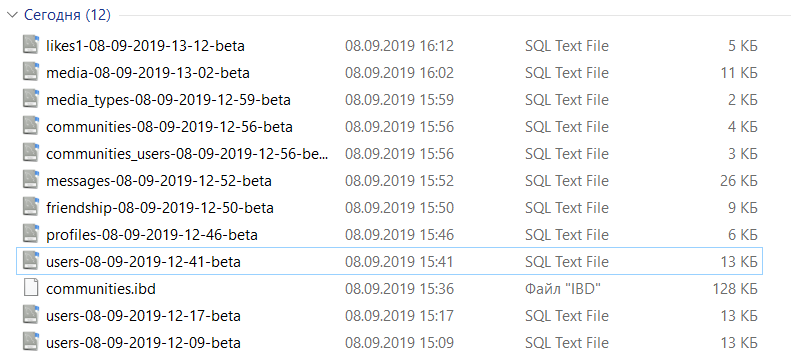 Сегодня (12)
likes1-08-09-2019-13-12-beta 08.09.2019 16:12 SQL Text File 5 КБ
media-08-09-2019-13-02-beta 08.09.2019 16:02 SQL Text File 11 КБ
media_types-08-09-2019-12-59-beta 08.09.2019 15:59 SQL Text File 2 КБ
communities-08-09-2019-12-56-beta 08.09.2019 15:56 SQL Text File 4 КБ
communities_users-08-09-2019-12-56-be... 08.09.2019 15:56 SQL Text File 3 КБ
messages-08-09-2019-12-52-beta 08.09.2019 15:52 SQL Text File 26 КБ
friendship-08-09-2019-12-50-beta 08.09.2019 15:50 SQL Text File 9 КБ
profiles-08-09-2019-12-46-beta 08.09.2019 15:46 SQL Text File 6 КБ
users-08-09-2019-12-41-beta 08.09.2019 15:41 SQL Text File 13 КБ
communities.ibd 08.09.2019 15:36 Файл "IBD" 128 КБ
users-08-09-2019-12-17-beta 08.09.2019 15:17 SQL Text File 13 КБ
users-08-09-2019-12-09-beta 08.09.2019 15:09 SQL Text File 13 КБ